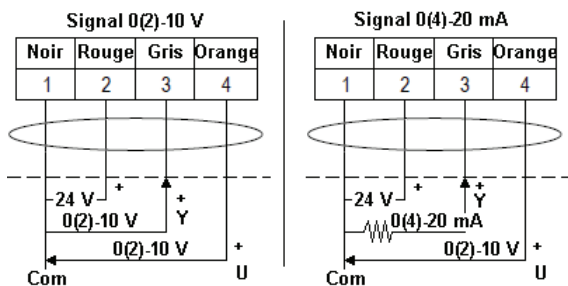 Signal 0(2)-10 V
Noir Rouge Gris Orange
1 2 3 4
24 V +
+
0(2)-10 V Y
0(2)-10 V +
Com U
Signal 0(4)-20 mA
Noir Rouge Gris Orange
1 2 3 4
24 V +
+
Y
0(4)-20 mA
0(2)-10 V +
Com U